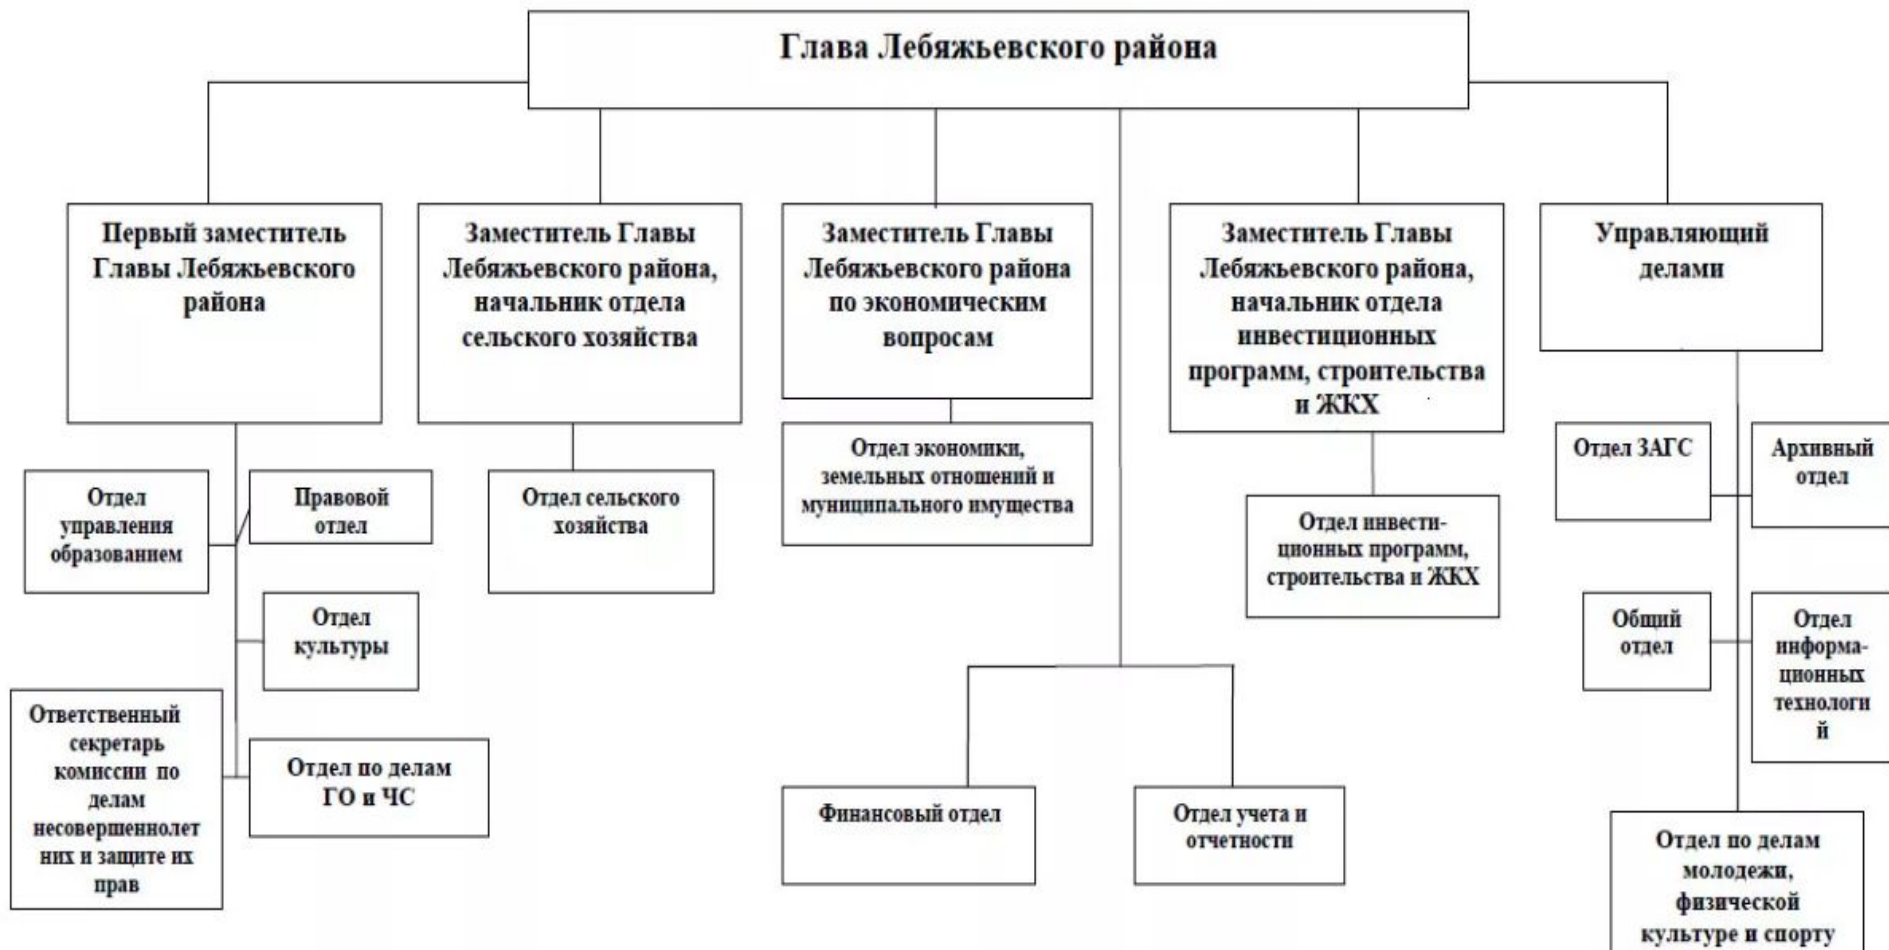 Глава Лебяжьевского района
Первый заместитель
Главы Лебяжьевского
района
Заместитель Главы
Лебяжьевского района,
начальник отдела
сельского хозяйства
Заместитель Главы
Лебяжьевского района
по экономическим
вопросам
Заместитель Главы
Лебяжьевского района,
начальник отдела
инвестиционных
программ, строительства
и ЖКХ
Управляющий
делами
Отдел
управления
образованием
Правовой
отдел
Отдел
культуры
Ответственный
секретарь
комиссии по
делам
несовершеннолет
них и защите их
прав
Отдел по делам
ГО и ЧС
Отдел сельского
хозяйства
Отдел экономики,
земельных отношений и
муниципального имущества
Финансовый отдел
Отдел учета и
отчетности
Отдел инвести-
ционных программ,
строительства и ЖКХ
Отдел ЗАГС
Архивный
отдел
Общий
отдел
Отдел
информа-
ционных
технологи
й
Отдел по делам
молодежи,
физической
культуре и спорту